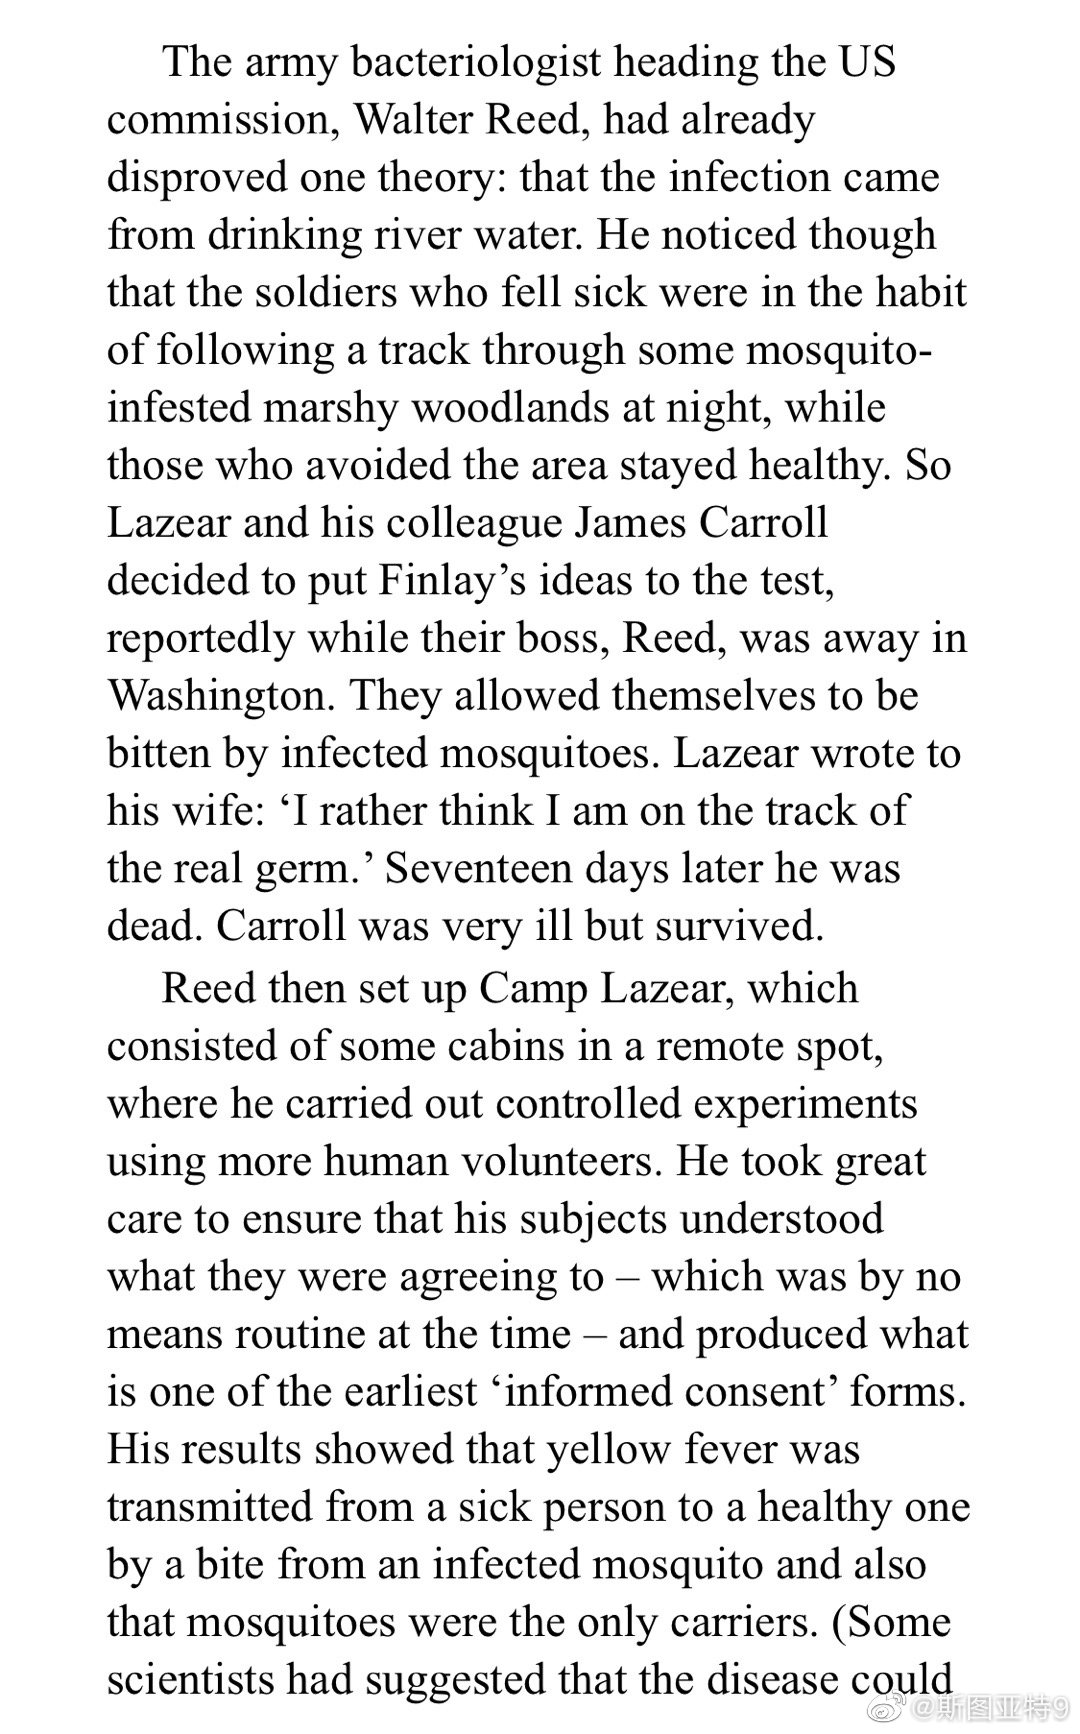 The army bacteriologist heading the US
commission, Walter Reed, had already
disproved one theory: that the infection came
from drinking river water. He noticed though
that the soldiers who fell sick were in the habit
of following a track through some mosquito-
infested marshy woodlands at night, while
those who avoided the area stayed healthy. So
Lazear and his colleague James Carroll
decided to put Finlay’s ideas to the test,
reportedly while their boss, Reed, was away in
Washington. They allowed themselves to be
bitten by infected mosquitoes. Lazear wrote to
his wife: ‘I rather think I am on the track of
the real germ.’ Seventeen days later he was
dead. Carroll was very ill but survived.
Reed then set up Camp Lazear, which
consisted of some cabins in a remote spot,
where he carried out controlled experiments
using more human volunteers. He took great
care to ensure that his subjects understood
what they were agreeing to – which was by no
means routine at the time – and produced what
is one of the earliest ‘informed consent’ forms.
His results showed that yellow fever was
transmitted from a sick person to a healthy one
by a bite from an infected mosquito and also
that mosquitoes were the only carriers. (Some
scientists had suggested that the disease could
@斯图亚特9